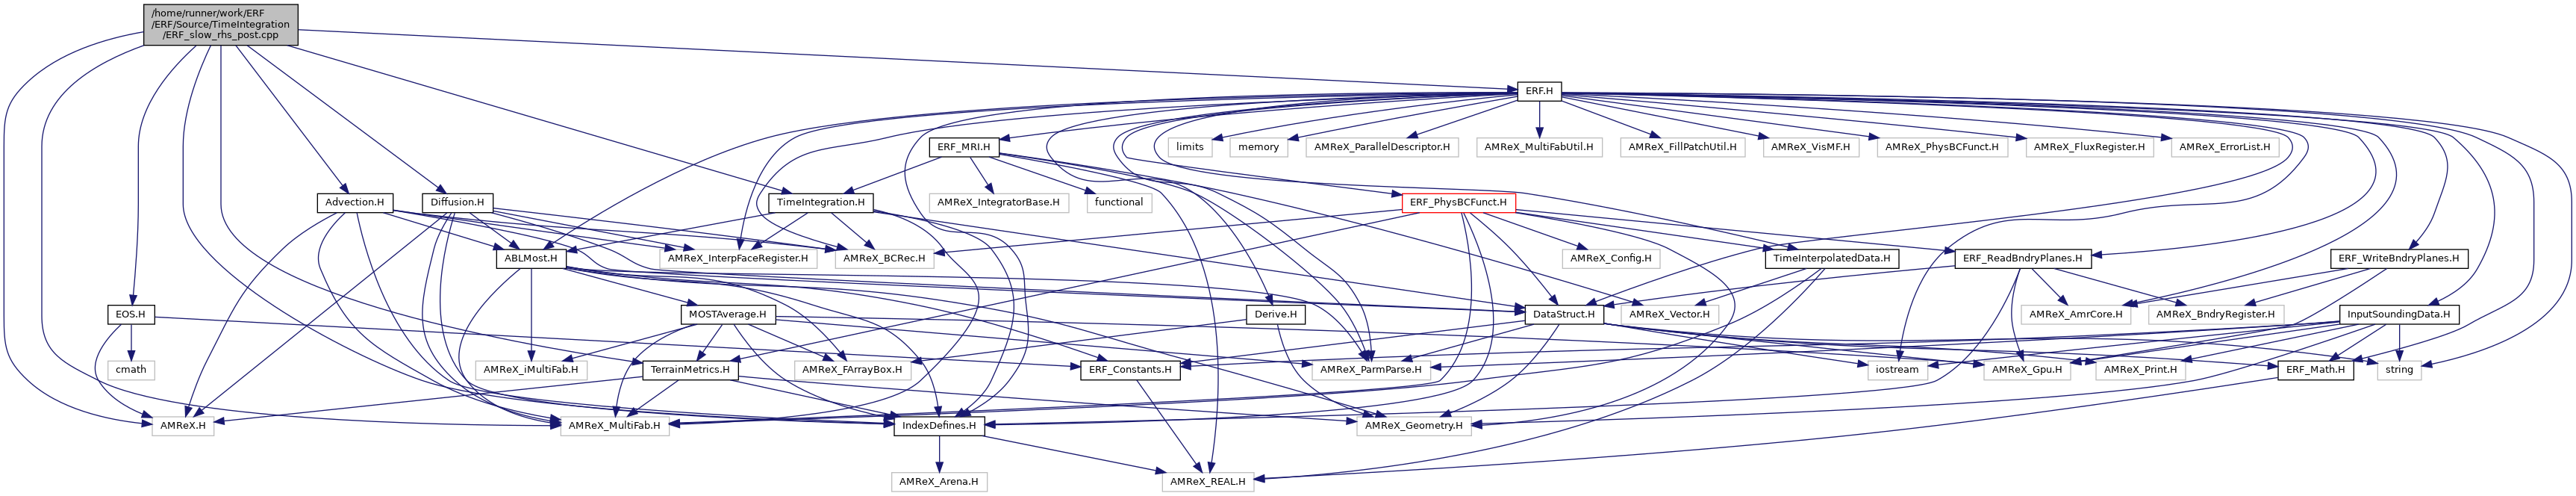 /home/runner/work/ERF
/ERF/Source/TimeIntegration
/ERF_slow_rhs_post.cpp
ERF.H
ERF_MRI.H
limits
memory
AMReX_ParallelDescriptor.H
AMReX_MultiFabUtil.H
AMReX_FillPatchUtil.H
AMReX_VisMF.H
AMReX_PhysBCFunct.H
AMReX_FluxRegister.H
AMReX_ErrorList.H
Advection.H
Diffusion.H
TimeIntegration.H
AMReX_IntegratorBase.H
functional
ERF_PhysBCFunct.H
ABLMost.H
AMReX_InterpFaceRegister.H
AMReX_BCRec.H
AMReX_Config.H
TimeInterpolatedData.H
ERF_ReadBndryPlanes.H
ERF_WriteBndryPlanes.H
EOS.H
MOSTAverage.H
Derive.H
DataStruct.H
AMReX_Vector.H
AMReX_AmrCore.H
AMReX_BndryRegister.H
InputSoundingData.H
cmath
AMReX_iMultiFab.H
TerrainMetrics.H
AMReX_FArrayBox.H
ERF_Constants.H
AMReX_ParmParse.H
iostream
AMReX_Gpu.H
AMReX_Print.H
ERF_Math.H
string
AMReX.H
AMReX_MultiFab.H
IndexDefines.H
AMReX_Geometry.H
AMReX_Arena.H
AMReX_REAL.H